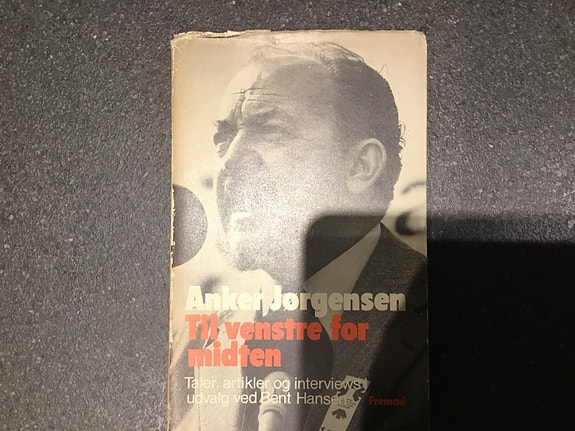 Anker Jørgensen
Til venstre for
midten
Taler, artikler og interviews i
udvalg ved Bent Hansen
Fremad